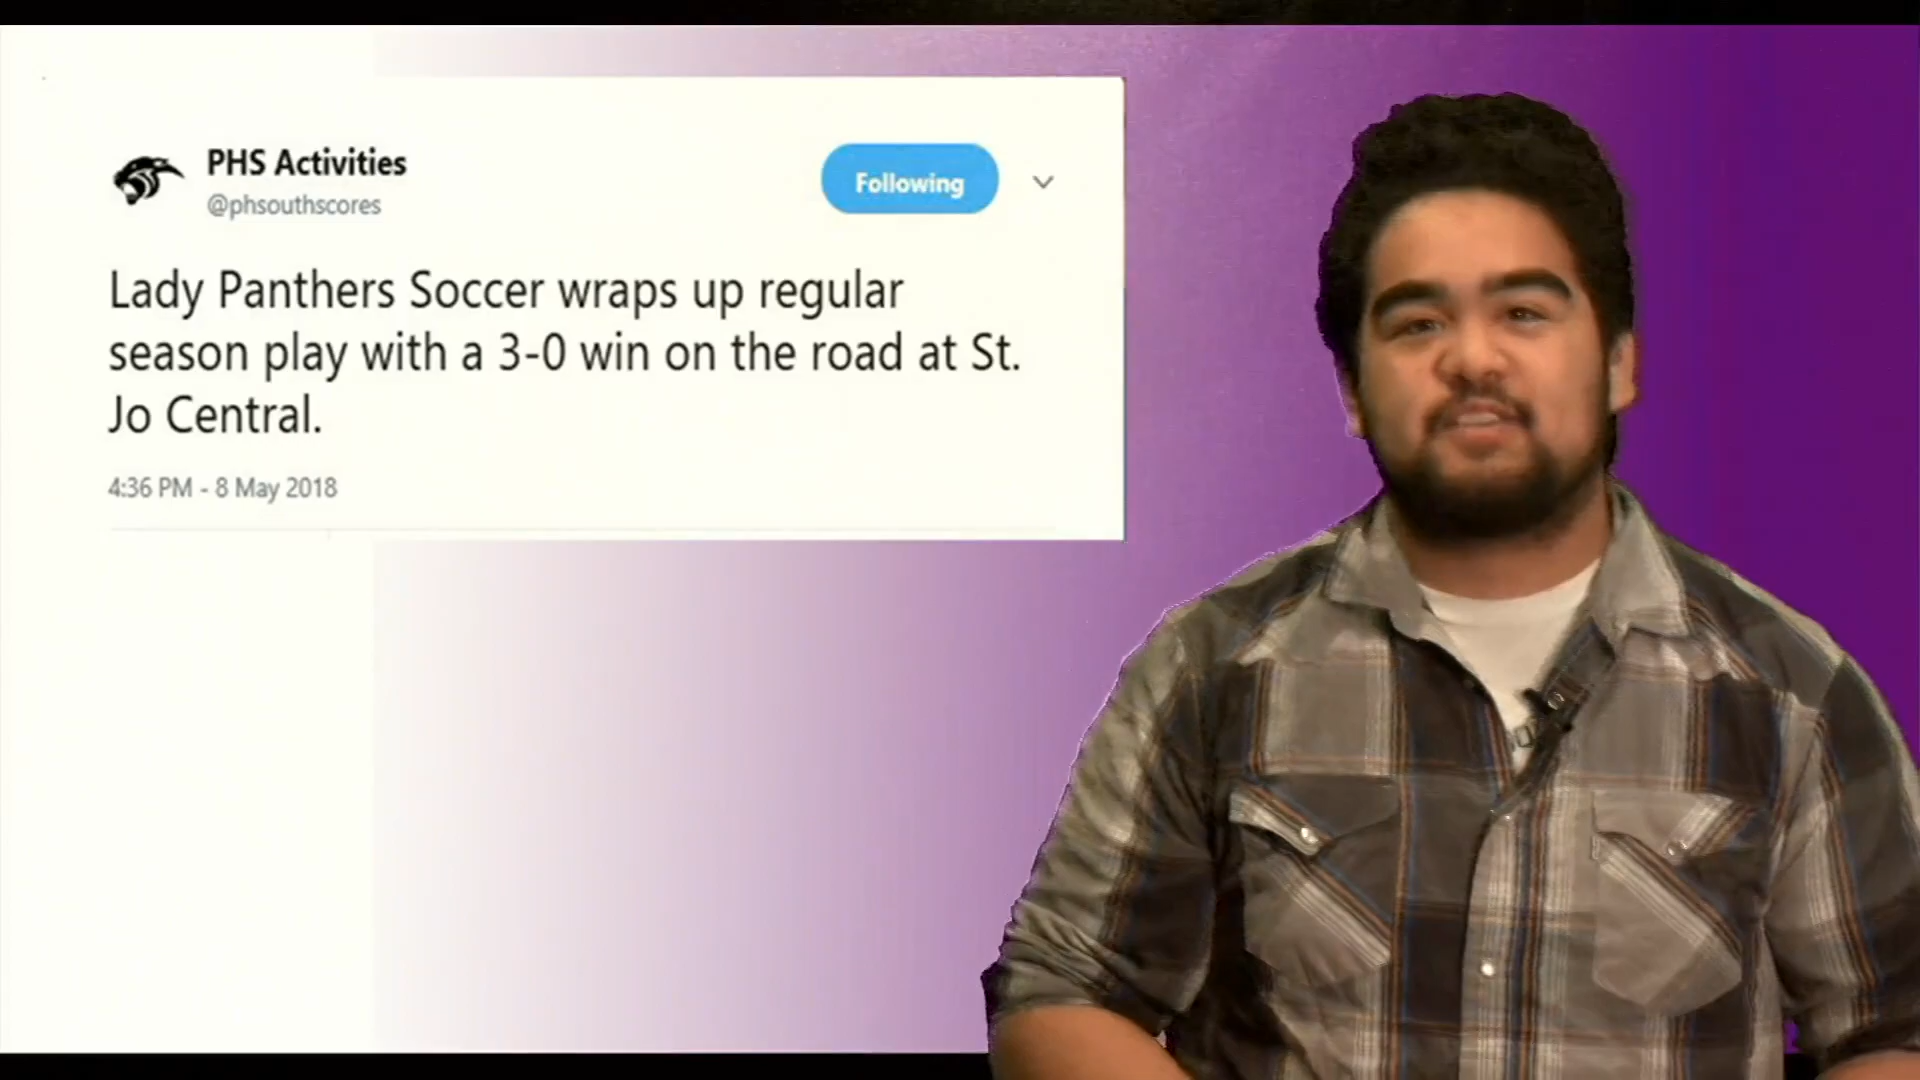 PHS Activities
@phsouthscores
Following
Lady Panthers Soccer wraps up regular
season play with a 3-0 win on the road at St.
Jo Central.
4:36 PM - 8 May 2018